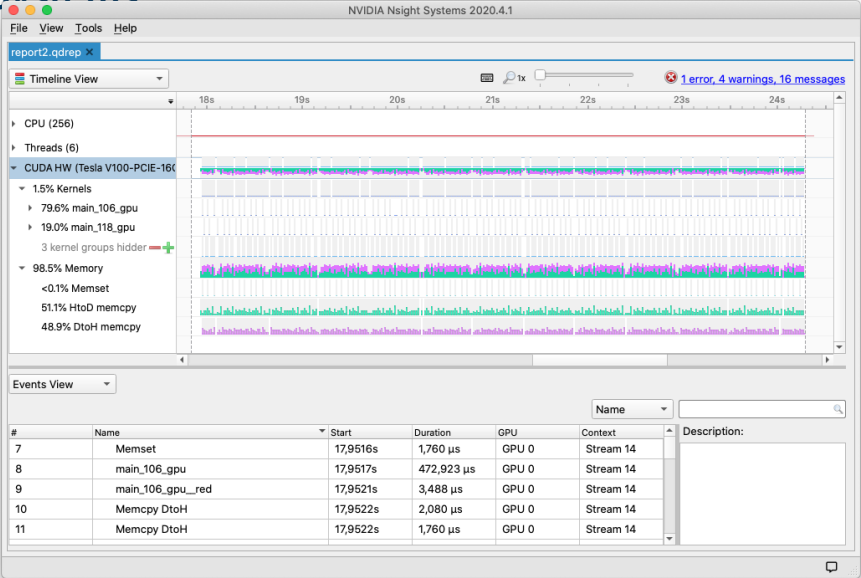 NVIDIA Nsight Systems 2020.4.1
File View Tools Help
report2.qdrep ×
Timeline View
1x
1 error, 4 warnings, 16 messages
18s 19s 20s 21s 22s 23s 24s
CPU (256)
Threads (6)
CUDA HW (Tesla V100-PCIE-16G
1.5% Kernels
79.6% main_106_gpu
19.0% main_118_gpu
3 kernel groups hidder
98.5% Memory
<0.1% Memset
51.1% HtoD memcpy
48.9% DtoH memcpy
Events View
Name
# Name Start Duration GPU Context Description:
7 Memset 17,9516s 1,760 μs GPU 0 Stream 14
8 main_106_gpu 17,9517s 472,923 μs GPU 0 Stream 14
9 main_106_gpu__red 17,9521s 3,488 μs GPU 0 Stream 14
10 Memcpy DtoH 17,9522s 2,080 μs GPU 0 Stream 14
11 Memcpy DtoH 17,9522s 1,760 μs GPU 0 Stream 14